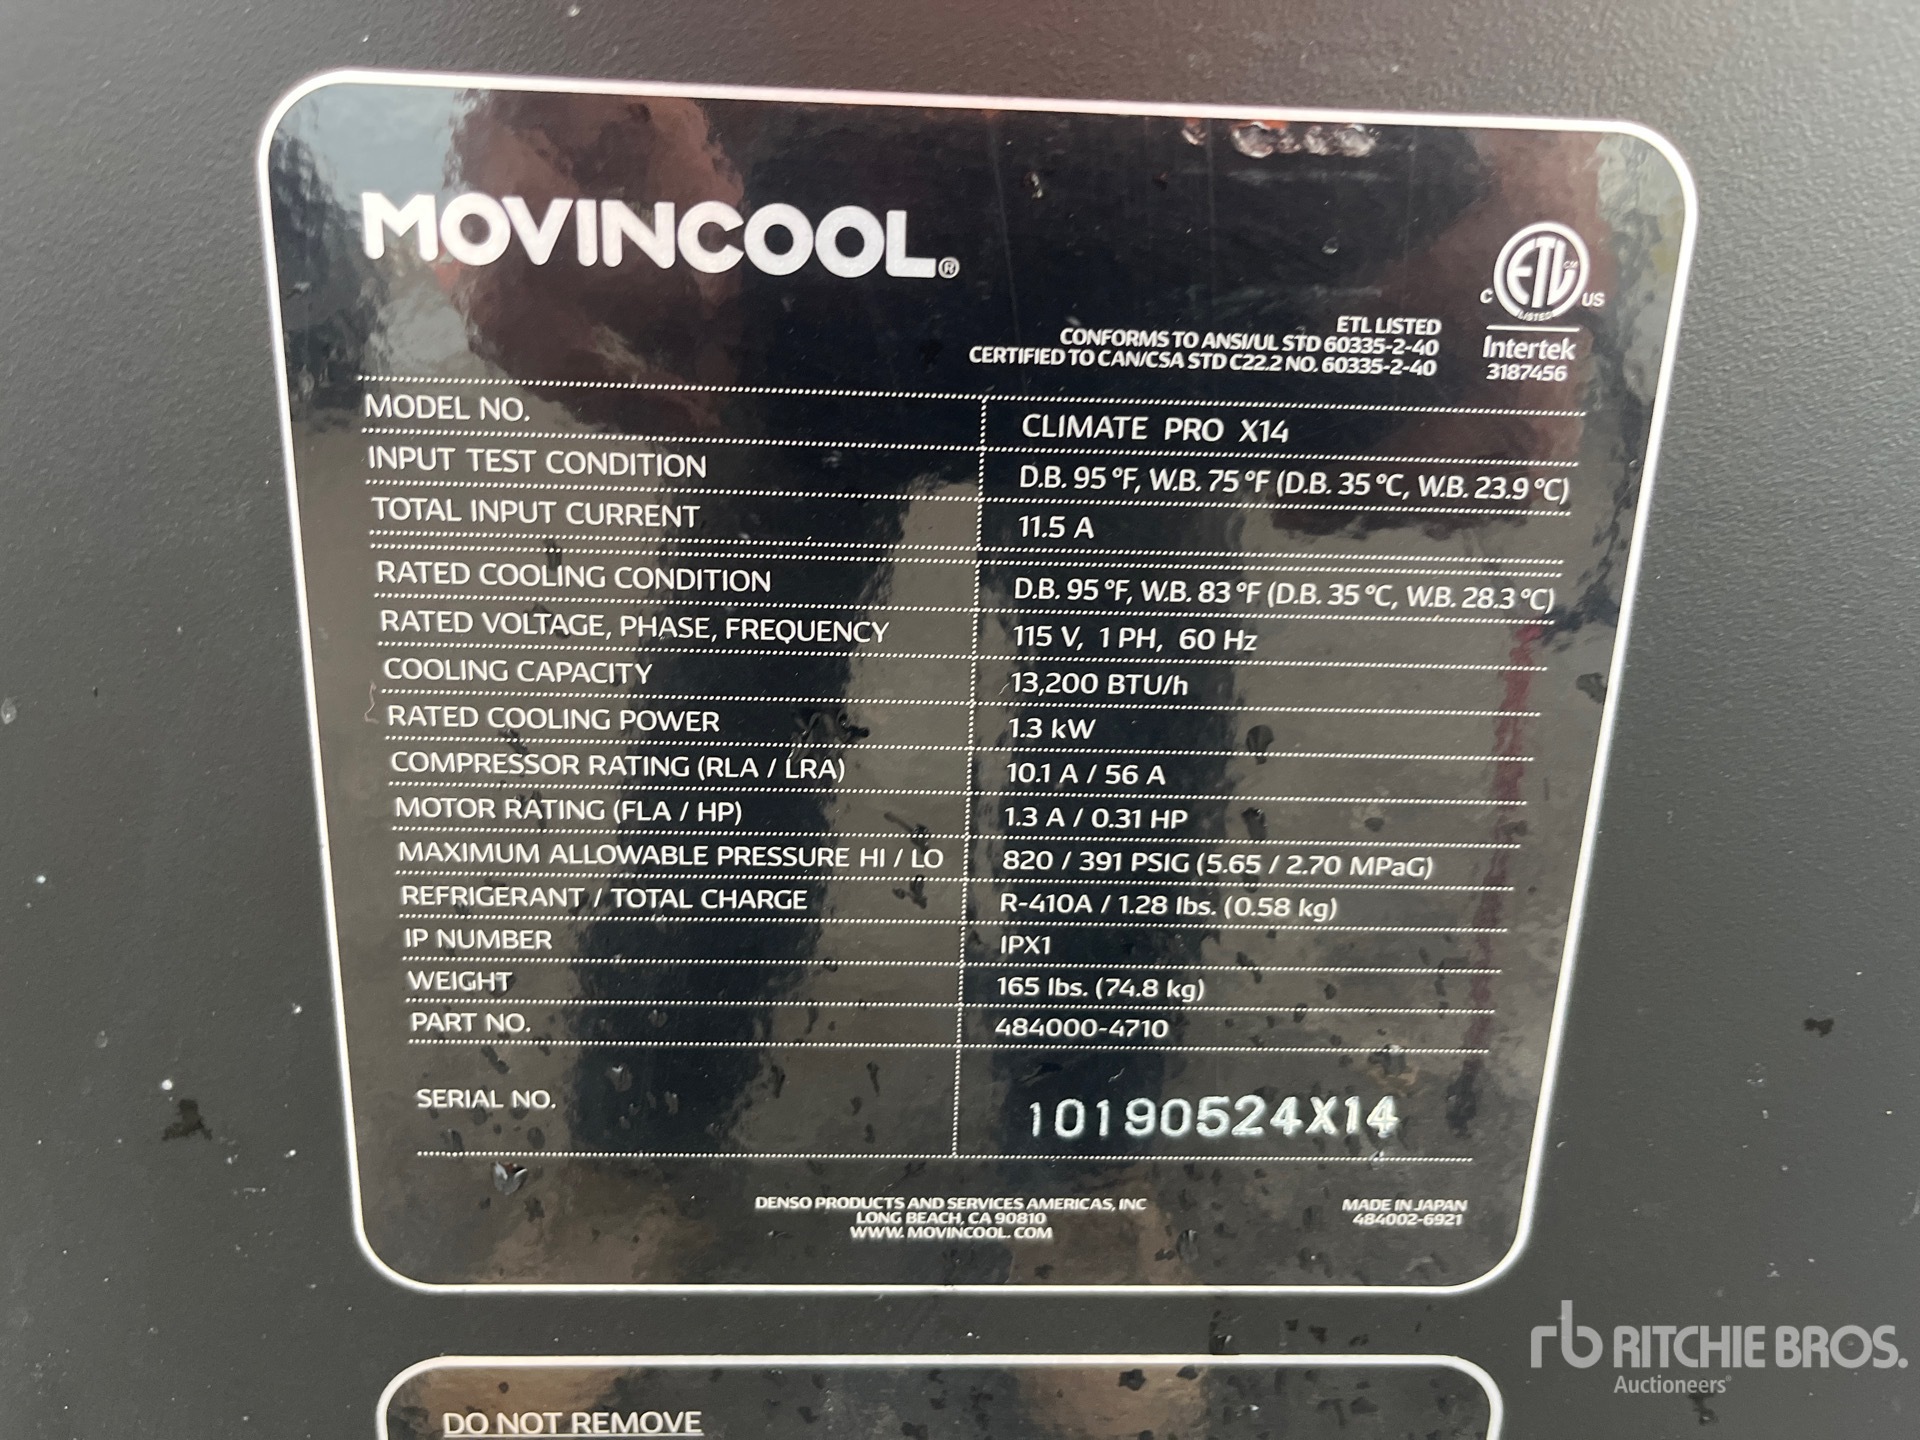 MOVINCOOL®
C ETL CM LISTED US
Intertek
3187456
ETL LISTED
CONFORMS TO ANSI/UL STD 60335-2-40
CERTIFIED TO CAN/CSA STD C22.2 NO. 60335-2-40
MODEL NO. CLIMATE PRO X14
INPUT TEST CONDITION D.B. 95 °F, W.B. 75 °F (D.B. 35 °C, W.B. 23.9 °C)
TOTAL INPUT CURRENT 11.5 A
RATED COOLING CONDITION D.B. 95 °F, W.B. 83 °F (D.B. 35 °C, W.B. 28.3 °C)
RATED VOLTAGE, PHASE, FREQUENCY 115 V, 1 PH, 60 Hz
COOLING CAPACITY 13,200 BTU/h
RATED COOLING POWER 1.3 kW
COMPRESSOR RATING (RLA / LRA) 10.1 A / 56 A
MOTOR RATING (FLA / HP) 1.3 A / 0.31 HP
MAXIMUM ALLOWABLE PRESSURE HI / LO 820 / 391 PSIG (5.65 / 2.70 MPaG)
REFRIGERANT / TOTAL CHARGE R-410A / 1.28 lbs. (0.58 kg)
IP NUMBER IPX1
WEIGHT 165 lbs. (74.8 kg)
PART NO. 484000-4710
SERIAL NO. 10190524X14
DENSO PRODUCTS AND SERVICES AMERICAS, INC
LONG BEACH, CA 90810
WWW. MOVINCOOL. COM
MADE IN JAPAN
484002-6921
DO NOT REMOVE
rb RITCHIE BROS.
Auctioneers